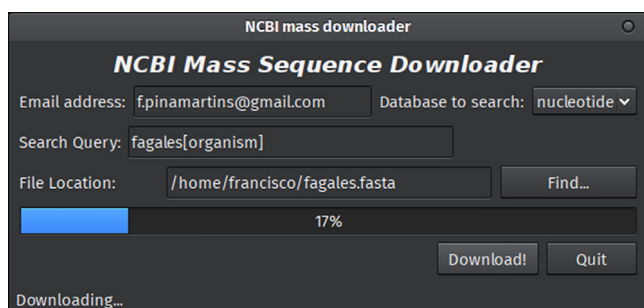 NCBI mass downloader
NCBI Mass Sequence Downloader
Email address: f.pinamartins@gmail.com Database to search: nucleotide
Search Query: fagales[organism]
File Location: /home/francisco/fagales.fasta Find...
17%
Download! Quit
Downloading...